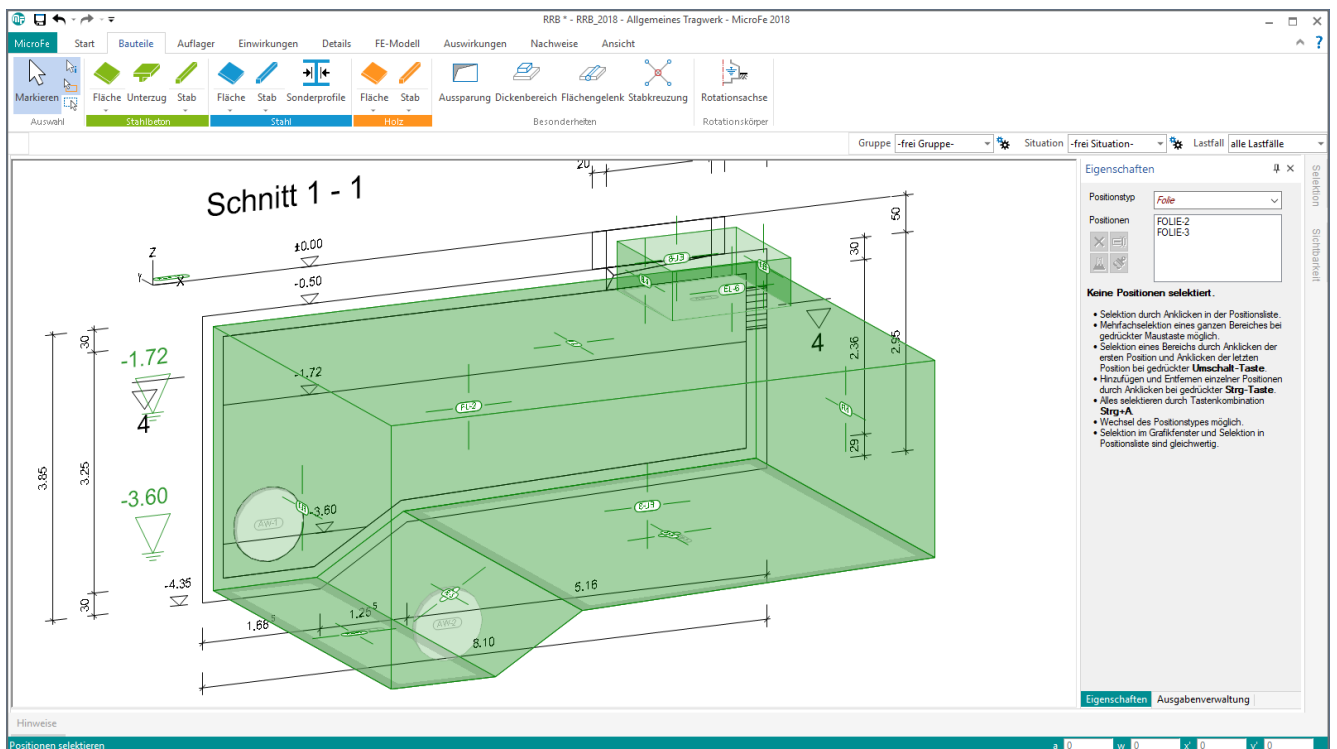 RRB * - RRB_2018 - Allgemeines Tragwerk - MicroFe 2018
MicroFe Start Bauteile Auflager Einwirkungen Details FE-Modell Auswirkungen Nachweise Ansicht
Markieren Fläche Unterzug Stab Fläche Stab Sonderprofile Fläche Stab Aussparung Dickenbereich Flächengelenk Stabkreuzung Rotationsachse
Auswahl Stahlbeton Stahl Holz Besonderheiten Rotationskörper
Gruppe -frei Gruppe- Situation -frei Situation- Lastfall alle Lastfälle
Schnitt 1 - 1
20
50
30
Z
Y
X
±0.00
-0.50
EL-6
4
2.36
2.95
29
30
-1.72
4
-1.72
FL-2
3.85
3.25
-3.60
AW-1
-3.60
-4.35
30
1.66⁵
1.25⁵
5.16
AW-2
8.10
Eigenschaften
Positionstyp Folie
Positionen FOLIE-2
FOLIE-3
Keine Positionen selektiert.
• Selektion durch Anklicken in der Positionsliste.
• Mehrfachselektion eines ganzen Bereiches bei
gedrückter Maustaste möglich.
• Selektion eines Bereichs durch Anklicken der
ersten Position und Anklicken der letzten
Position bei gedrückter Umschalt-Taste.
• Hinzufügen und Entfernen einzelner Positionen
durch Anklicken bei gedrückter Strg-Taste.
• Alles selektieren durch Tastenkombination
Strg+A.
• Wechsel des Positionstypes möglich.
• Selektion im Grafikfenster und Selektion in
Positionsliste sind gleichwertig.
Selektion
Sichtbarkeit
Eigenschaften Ausgabenverwaltung
Hinweise
Positionen selektieren
a 0 w 0 x' 0 y' 0